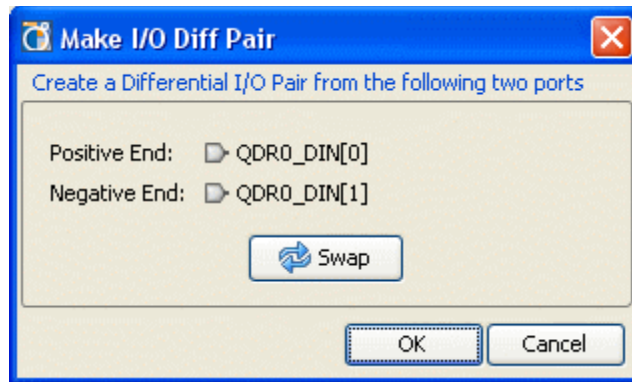 Make I/O Diff Pair
Create a Differential I/O Pair from the following two ports
Positive End: QDR0_DIN[0]
Negative End: QDR0_DIN[1]
Swap
OK Cancel